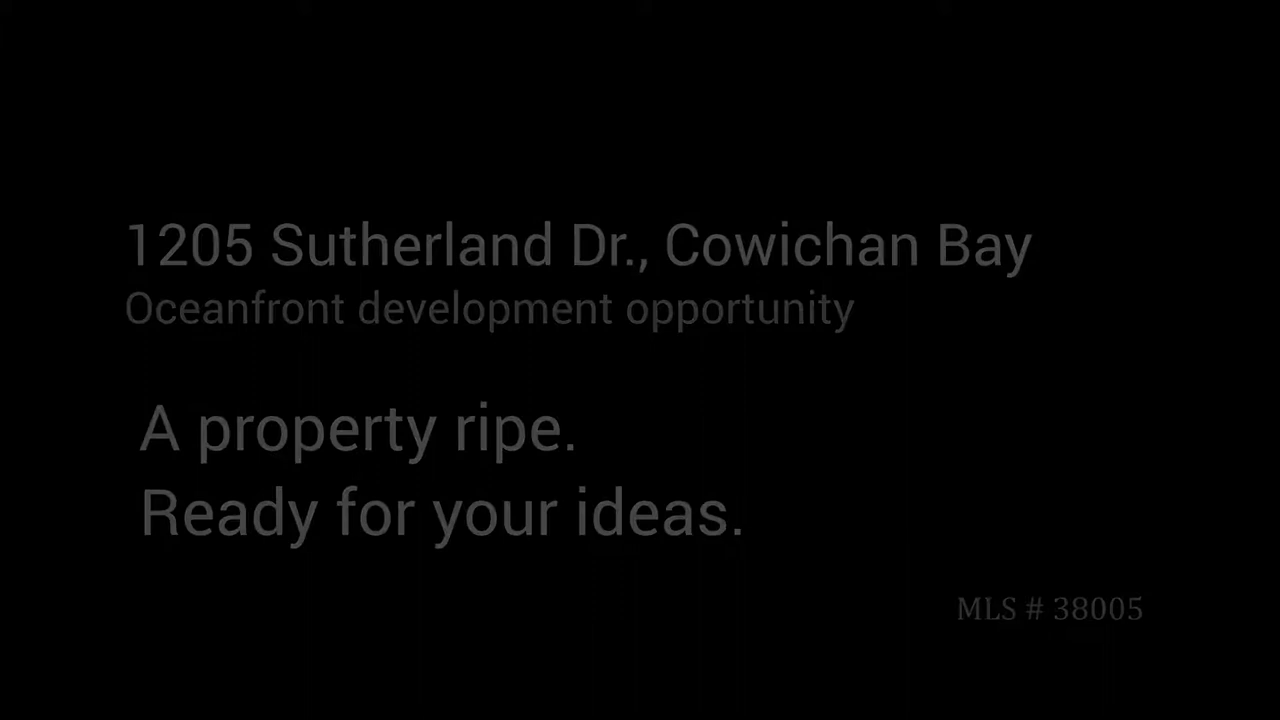 1205 Sutherland Dr., Cowichan Bay
Oceanfront development opportunity
A property ripe.
Ready for your ideas.
MLS # 38005